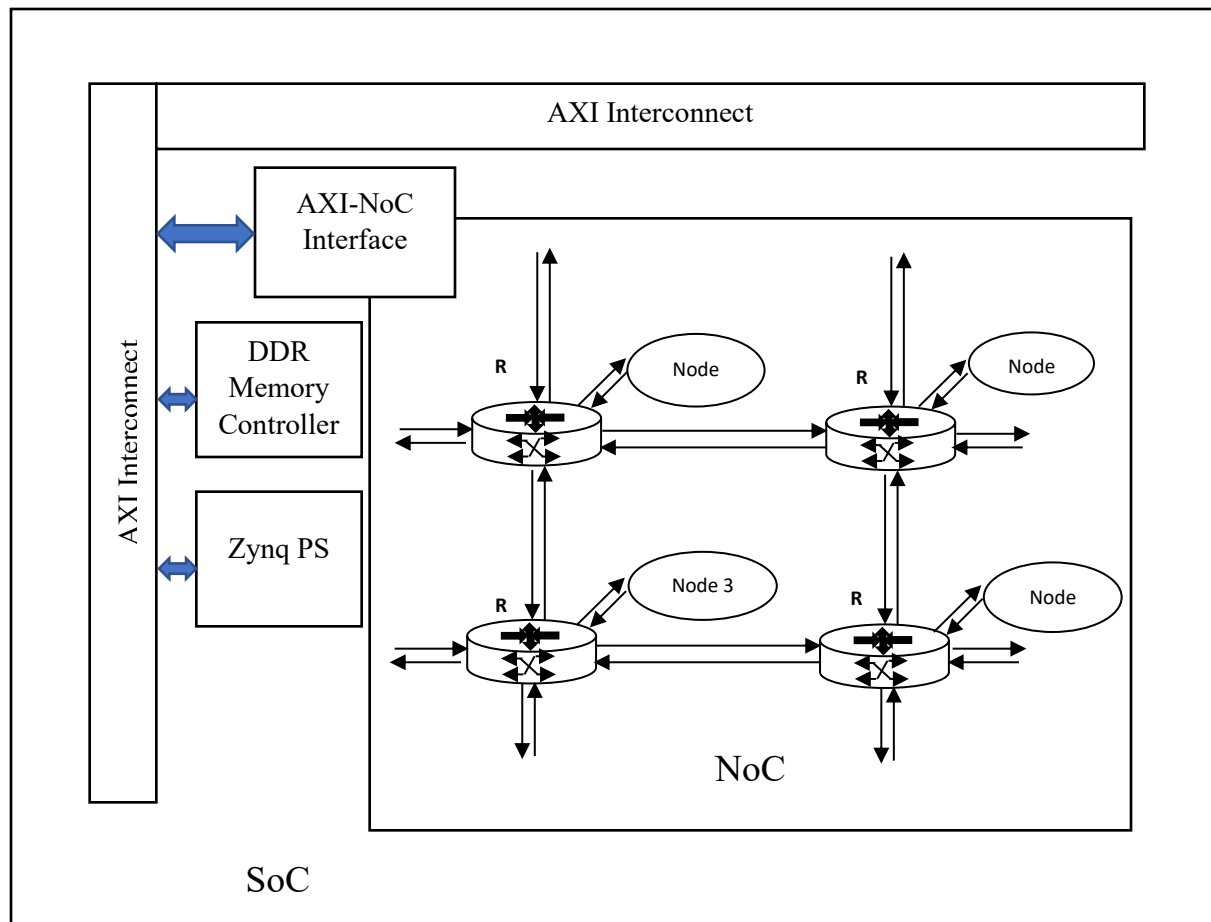 AXI Interconnect
AXI Interconnect
AXI-NoC
Interface
DDR
Memory
Controller
Zynq PS
R
Node
R
Node
R
Node 3
R
Node
NoC
SoC